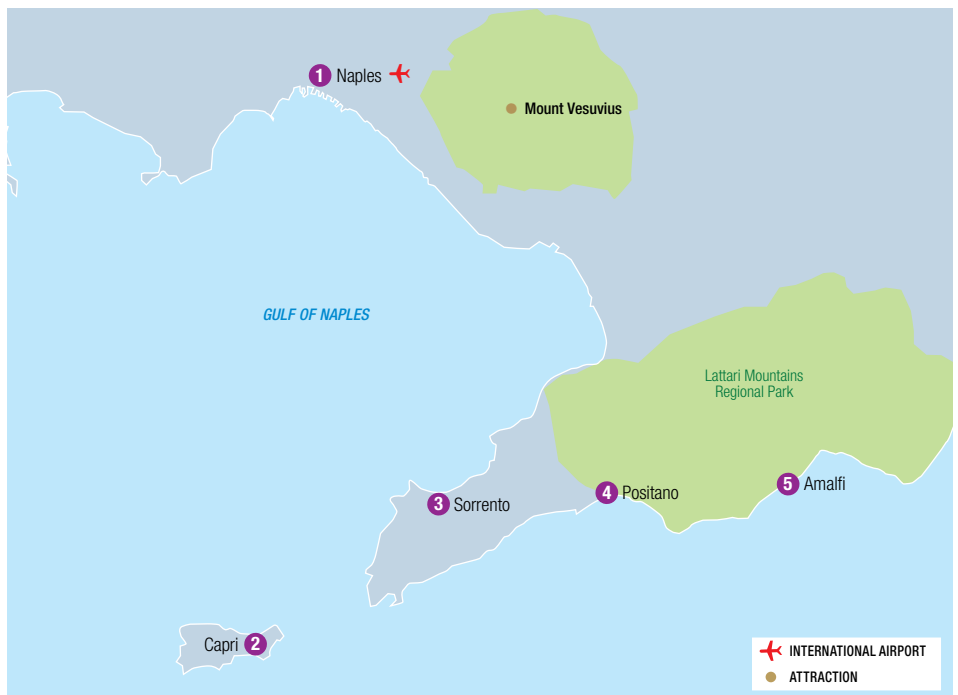 1 Naples
Mount Vesuvius
GULF OF NAPLES
Lattari Mountains
Regional Park
3 Sorrento
4 Positano
5 Amalfi
Capri 2
INTERNATIONAL AIRPORT
ATTRACTION